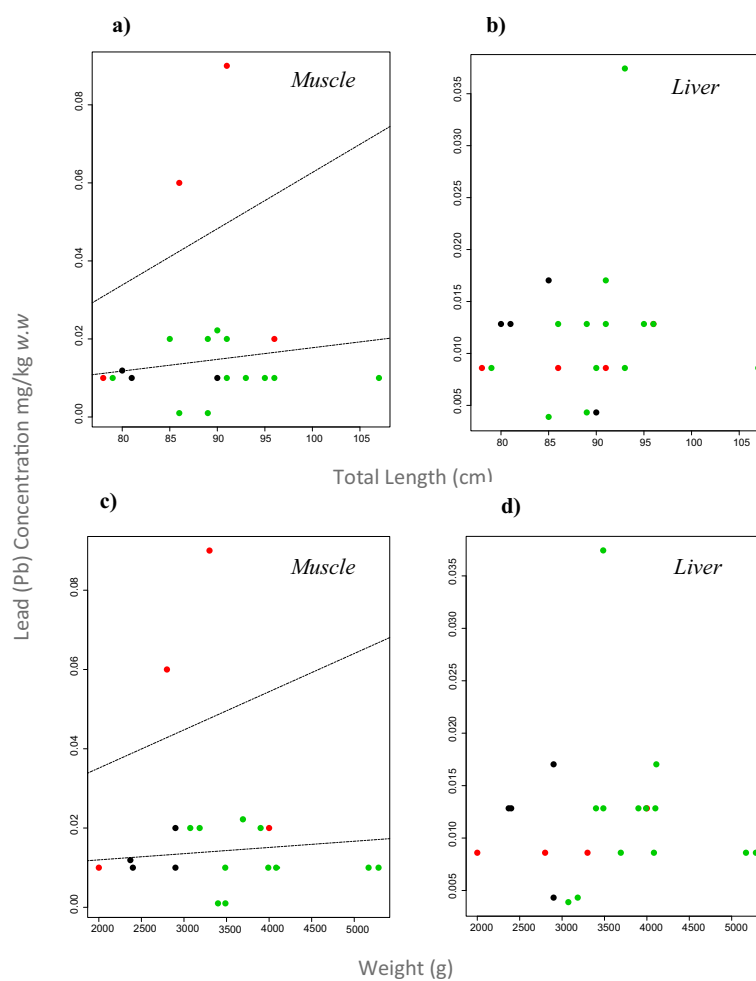 a)
b)
Muscle
Liver
0.00 0.02 0.04 0.06 0.08
0.005 0.010 0.015 0.020 0.025 0.030 0.035
80 85 90 95 100 105
80 85 90 95 100 105
Total Length (cm)
Lead (Pb) Concentration mg/kg w.w
c)
d)
Muscle
Liver
0.00 0.02 0.04 0.06 0.08
0.005 0.010 0.015 0.020 0.025 0.030 0.035
2000 2500 3000 3500 4000 4500 5000
2000 2500 3000 3500 4000 4500 5000
Weight (g)